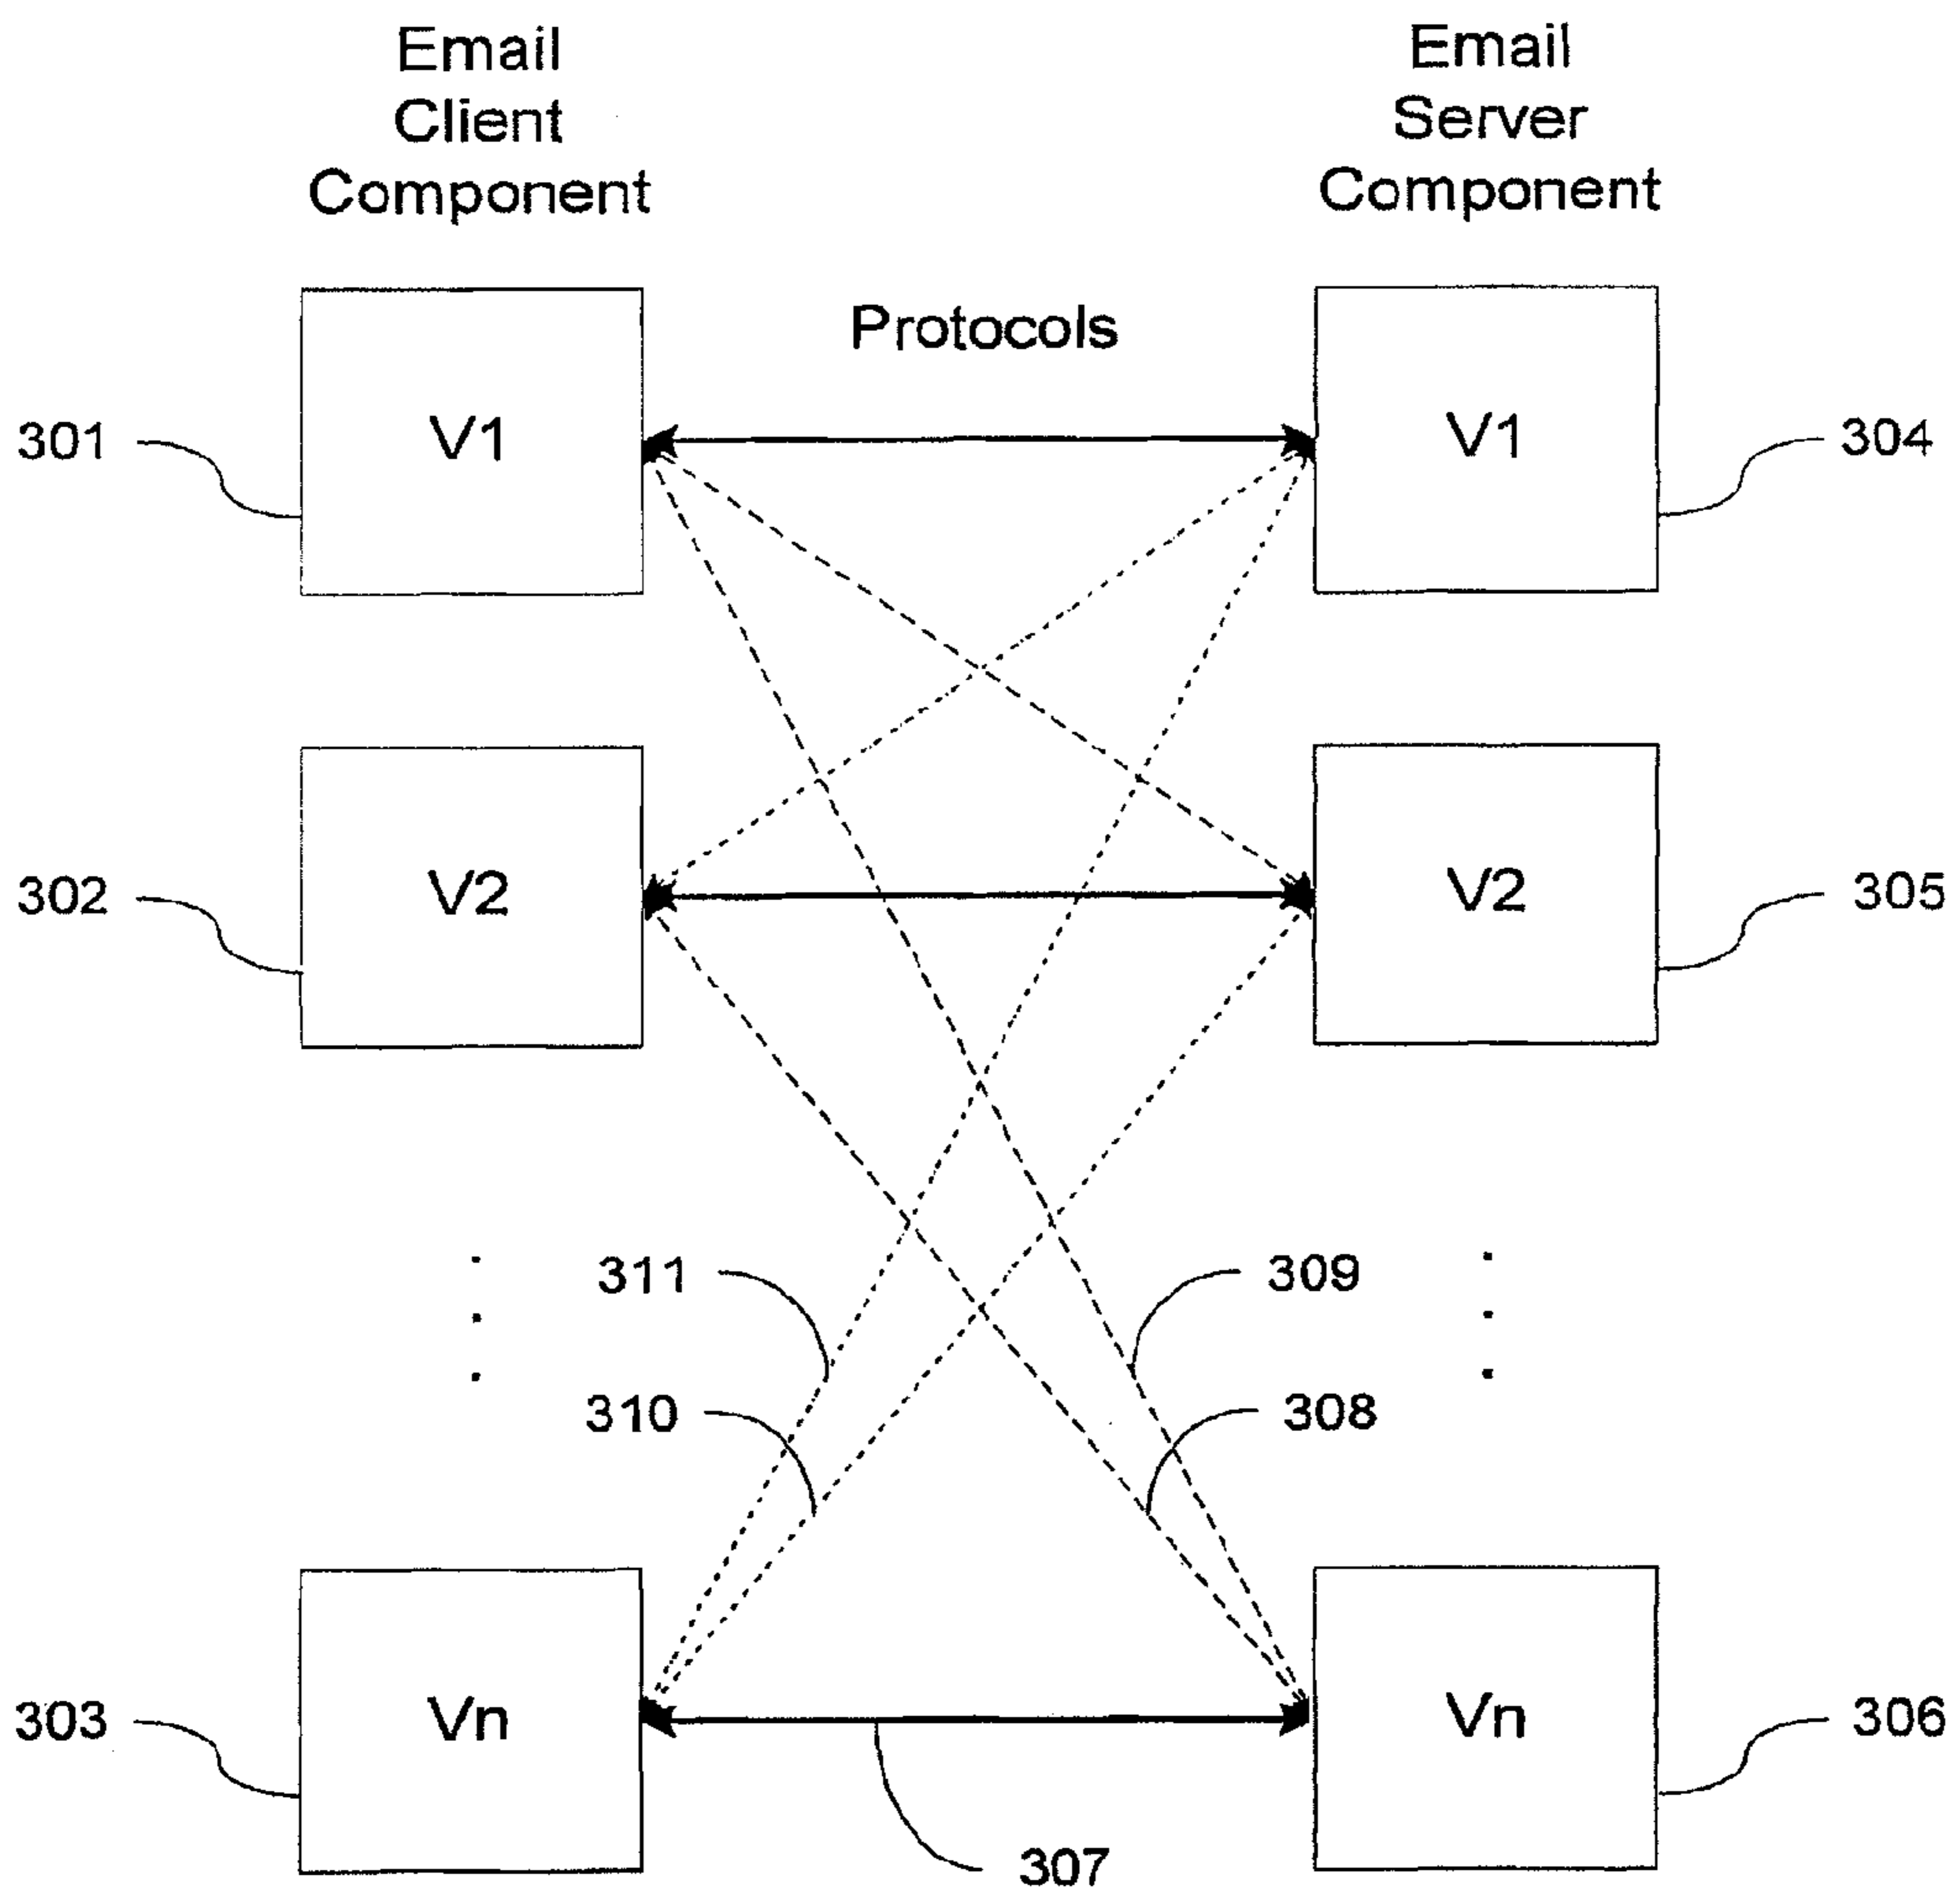 Email
Client
Component
Email
Server
Component
Protocols
301
V1
V1
304
302
V2
V2
305
311
309
310
308
303
Vn
Vn
306
307